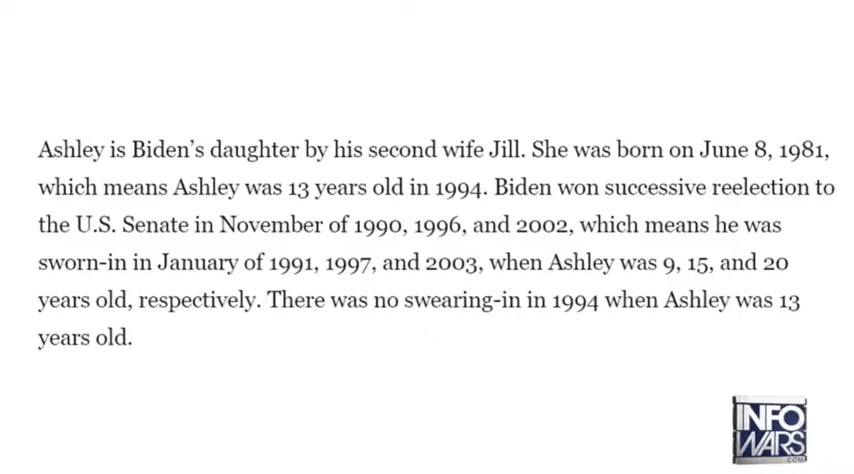 Ashley is Biden's daughter by his second wife Jill. She was born on June 8, 1981,
which means Ashley was 13 years old in 1994. Biden won successive reelection to
the U.S. Senate in November of 1990, 1996, and 2002, which means he was
sworn-in in January of 1991, 1997, and 2003, when Ashley was 9, 15, and 20
years old, respectively. There was no swearing-in in 1994 when Ashley was 13
years old.
INFO
WARS
.COM